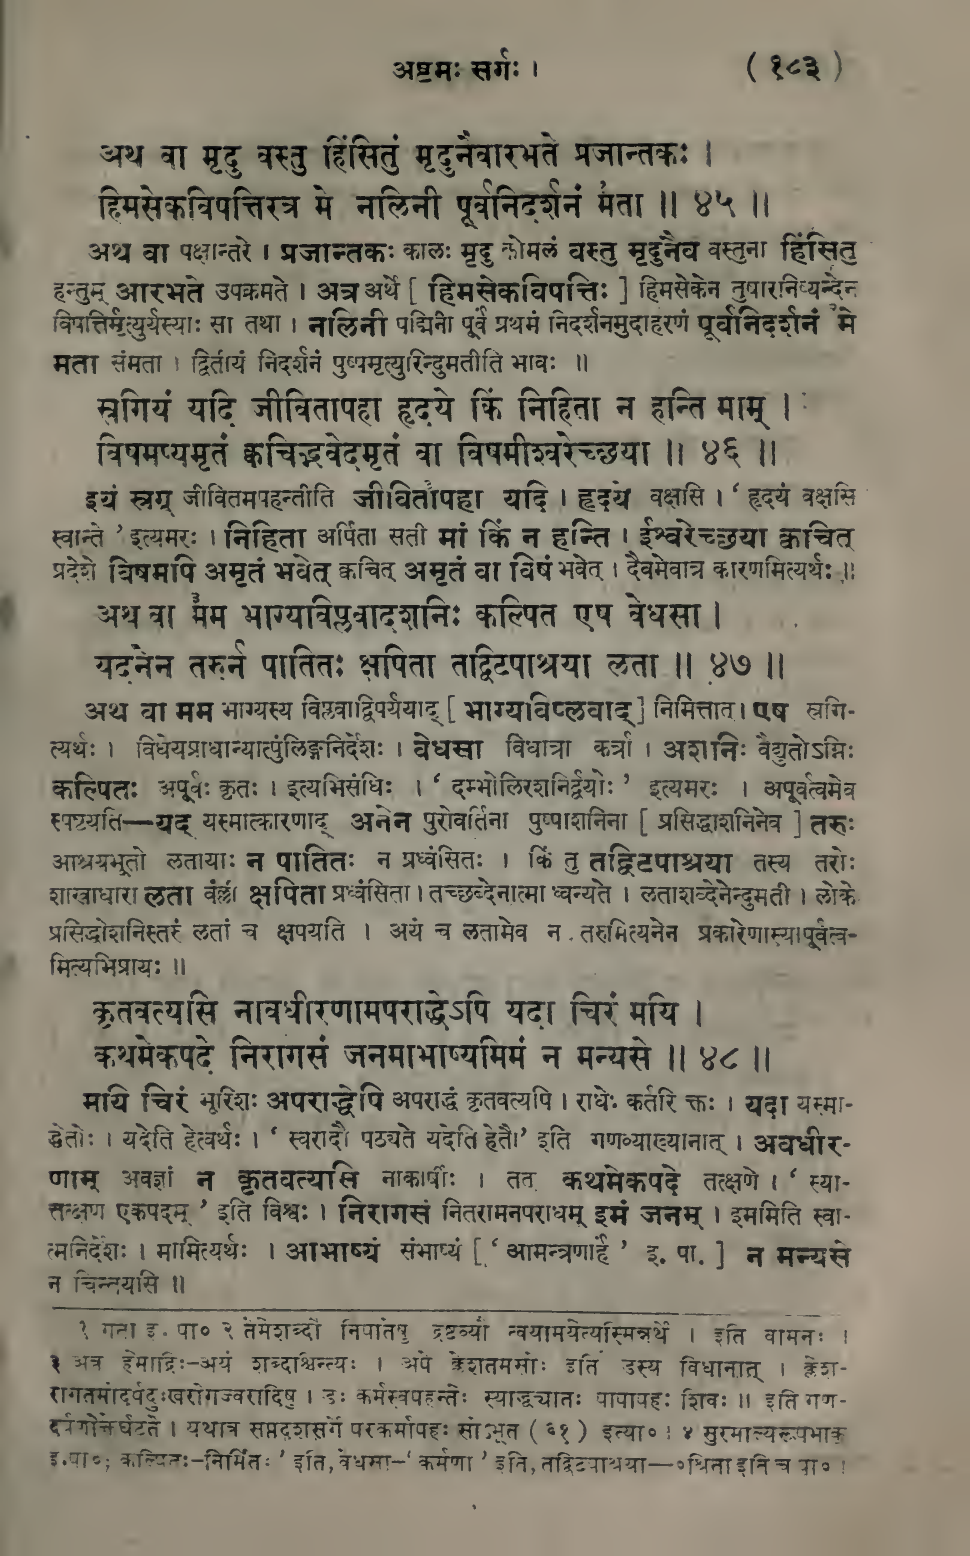 अष्टमः सर्गः ।
( १८३ )
अथ वा मृदु वस्तु हिंसितुं मृदुनैवारभते प्रजान्तकः ।
हिमसेकविपत्तिरत्र मे नलिनी पूर्वनिदर्शनं मता ॥ ४५ ॥
अथ वा पक्षान्तरे । प्रजान्तकः कालः मृदु कोमलं वस्तु मृदुनैव वस्तुना हिंसितु
हन्तुम् आरभते उपक्रमते । अत्र अर्थे [ हिमसेकविपत्तिः ] हिमसेकेन तुषारनिष्यन्देन
विपत्तिर्मृत्युर्यस्याः सा तथा । नलिनी पद्मिनी पूर्वं प्रथमं निदर्शनमुदाहरणं पूर्वनिदर्शनं मे
मता संमता । द्वितीयं निदर्शनं पुष्पमृत्युरिन्दुमतीति भावः ॥
स्रगियं यदि जीवितापहा हृदये किं निहिता न हन्ति माम् ।
विषमप्यमृतं क्वचिद्भवेदमृतं वा विषमीश्वरेच्छया ॥ ४६ ॥
इयं स्रग् जीवितमपहन्तीति जीवितापहा यदि । हृदये वक्षसि । ‘ हृदयं वक्षसि
स्वान्ते ’ इत्यमरः । निहिता अर्पिता सती मां किं न हन्ति । ईश्वरेच्छया क्वचित्
प्रदेशे विषमपि अमृतं भवेत् क्वचित् अमृतं वा विषं भवेत् । दैवमेवात्र कारणमित्यर्थः ॥
अथ वा मम भाग्यविप्लवादशनिः कल्पित एष वेधसा ।
यदनेन तरुर्न पातितः क्षपिता तद्विटपाश्रया लता ॥ ४७ ॥
अथ वा मम भाग्यस्य विप्लवाद्विपर्ययाद् [ भाग्यविप्लवाद् ] निमित्तात् । एष स्रगि-
त्यर्थः । विधेयप्राधान्यात्पुंलिङ्गनिर्देशः । वेधसा विधात्रा कर्त्रा । अशनिः वैद्युतोऽग्निः
कल्पितः अपूर्वः कृतः । इत्यभिसंधिः । ‘ दम्भोलिरशनिर्द्वयोः ’ इत्यमरः । अपूर्वत्वमेव
स्पष्टयति—यद् यस्मात्कारणाद् अनेन पुरोवर्तिना पुष्पाशनिना [ प्रसिद्धाशनिनेव ] तरुः
आश्रयभूतो लतायाः न पातितः न प्रध्वंसितः । किं तु तद्विटपाश्रया तस्य तरोः
शाखाधारा लता वल्ली क्षपिता प्रध्वंसिता । तच्छब्देनात्मा ध्वन्यते । लताशब्देनेन्दुमती । लोके
प्रसिद्धोशनिस्तरुं लतां च क्षपयति । अयं च लतामेव न तरुमित्यनेन प्रकारेणास्यापूर्वत्व-
मित्यभिप्रायः ॥
कृतवत्यसि नावधीरणामपराद्धेऽपि यदा चिरं मयि ।
कथमेकपदे निरागसं जनमाभाष्यमिमं न मन्यसे ॥ ४८ ॥
मयि चिरं भूरिशः अपराद्धेपि अपराद्धं कृतवत्यपि । राधेः कर्तरि क्तः । यदा यस्मा-
द्धेतोः । यदेति हेत्वर्थः । ‘ स्वरादौ पठ्यते यदेति हेतौ।’ इति गणव्याख्यानात् । अवधीर-
णाम् अवज्ञां न कृतवत्यसि नाकार्षीः । तत् कथमेकपदे तत्क्षणे । ‘ स्या-
त्तत्क्षण एकपदम् ’ इति विश्वः । निरागसं नितरामनपराधम् इमं जनम् । इममिति स्वा-
त्मनिर्देशः । मामित्यर्थः । आभाष्यं संभाष्यं [ ‘ आमन्त्रणार्हं ’ इ. पा. ] न मन्यसे
न चिन्तयसि ॥
१ गता इ. पा० २ तेमेशब्दौ निपातेषु द्रष्टव्यौ त्वयामयेत्यस्मिन्नर्थे । इति वामनः ।
३ अत्र हेमाद्रिः-अयं शब्दश्चिन्त्यः । अपे क्लेशतमसोः इति डस्य विधानात् । क्लेश-
रागतमोदर्पदुःखरोगज्वरादिषु । डः कर्मस्वपहन्तेः स्याद्धयातः पापापहः शिवः ॥ इति गण-
दर्पणोक्तेर्घटते । यथात्र सप्तदशसर्गे परकर्मापहः सोऽभूत ( ६१ ) इत्या० । ४ सुरमाल्यरूपभाक्
इ.पा०; कल्पितः-निर्मितः ’ इति, वेधसा-‘ कर्मणा ’ इति, तद्विटपाश्रया—०श्रिता इति च पा० ।